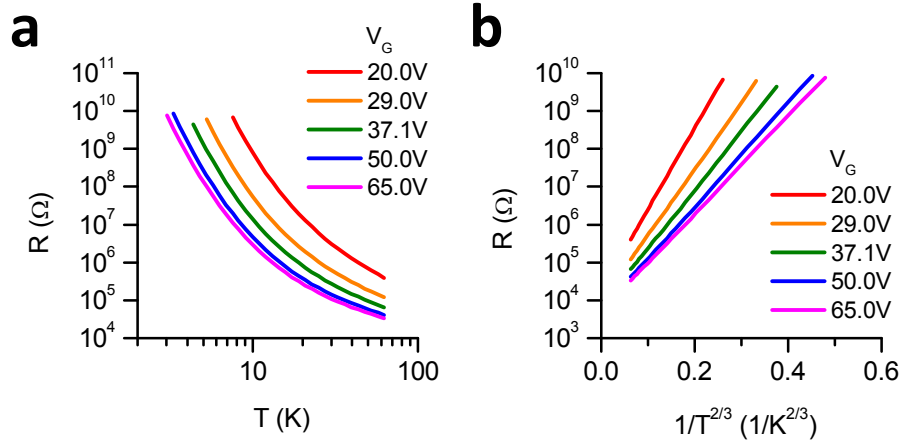 a
V_G
20.0V
29.0V
37.1V
50.0V
65.0V
10^11
10^10
10^9
10^8
10^7
10^6
10^5
10^4
R (Ω)
10
100
T (K)
b
V_G
20.0V
29.0V
37.1V
50.0V
65.0V
10^10
10^9
10^8
10^7
10^6
10^5
10^4
10^3
R (Ω)
0.0
0.2
0.4
0.6
1/T^2/3 (1/K^2/3)